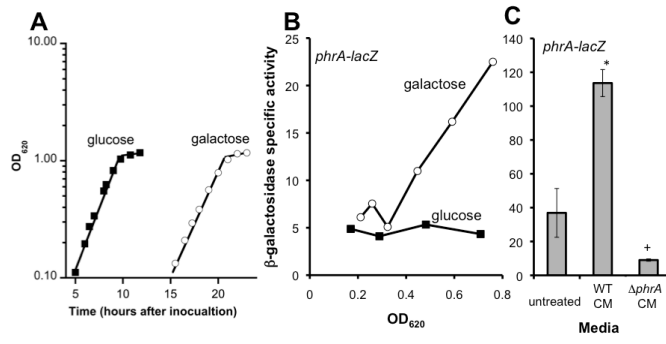 A
OD620
10.00
1.00
0.10
glucose
galactose
5
10
15
20
Time (hours after inocualtion)
B
β-galactosidase specific activity
25
20
15
10
5
0
phrA-lacZ
galactose
glucose
0
0.2
0.4
0.6
0.8
OD620
C
phrA-lacZ
140
120
100
80
60
40
20
0
*
+
untreated
WT
CM
ΔphrA
CM
Media